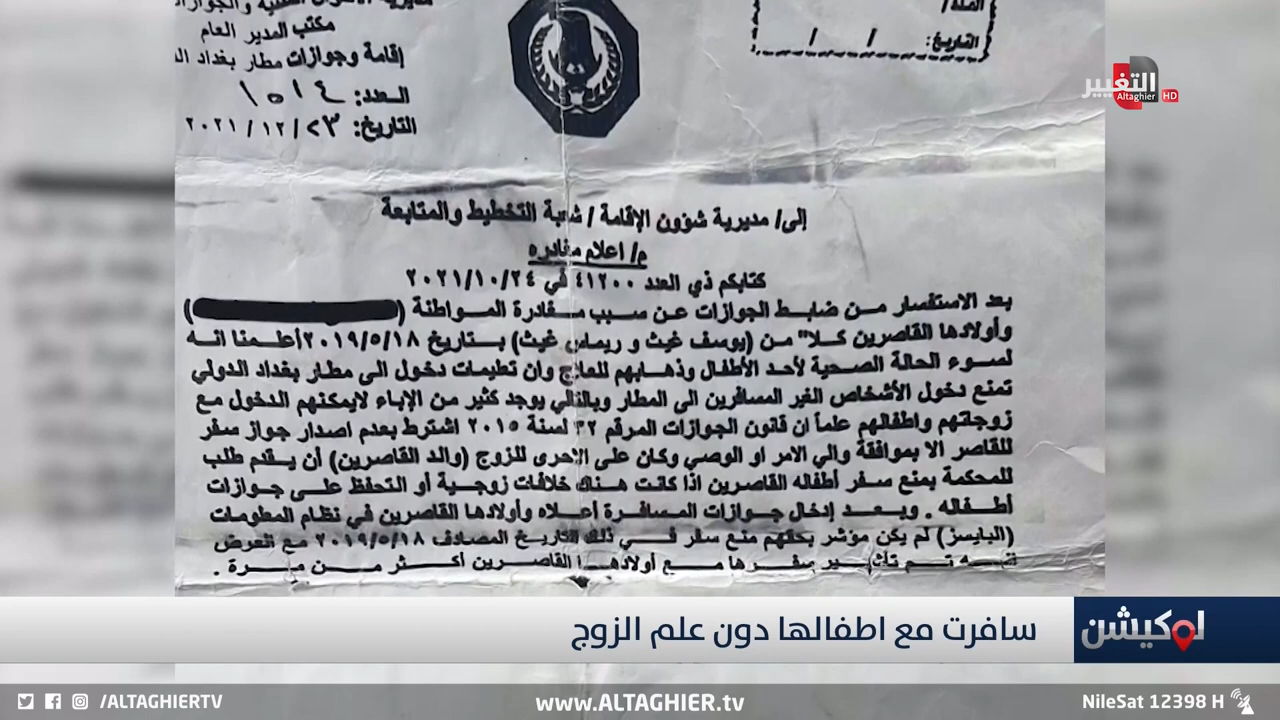 مكتب المدير العام
إقامة وجوازات مطار بغداد
العدد: ١٥١٤
التاريخ: ٢٣/ ١٢/ ٢٠٢١
التاريخ: / /
التغيير
Altaghier HD
إلى/ مديرية شؤون الإقامة / شعبة التخطيط والمتابعة
م/ اعلام مغادره
كتابكم ذي العدد ٤١٢٠٠ في ٢٠٢١/١٠/٢٤
بعد الاستفسار من ضابط الجوازات عن سبب مغادرة المواطنة ( )
وأولادها القاصرين كلا" من (يوسف غيث و ريماس غيث) بتاريخ ٢٠١٩/٥/١٨ أعلمنا انه
لسوء الحالة الصحية لأحد الأطفال وذهابهم للعلاج وان تعليمات دخول الى مطار بغداد الدولي
تمنع دخول الأشخاص الغير المسافرين الى المطار وبالتالي يوجد كثير من الإباء لايمكنهم الدخول مع
زوجاتهم واطفالهم علماً ان قانون الجوازات المرقم ٣٢ لسنة ٢٠١٥ اشترط بعدم اصدار جواز سفر
للقاصر الا بموافقة والي الامر او الوصي وكان على الاحرى للزوج (والد القاصرين) أن يقدم طلب
للمحكمة بمنع سفر أطفاله القاصرين اذا كانت هناك خلافات زوجية أو التحفظ على جوازات
أطفاله . وبعد إدخال جوازات المسافرة أعلاه وأولادها القاصرين في نظام المعلومات
(البايسز) لم يكن مؤشر بحقهم منع سفر في ذلك التاريخ المصادف ٢٠١٩/٥/١٨ مع العرض
تم تأشير سفرها مع أولادها القاصرين أكثر من مرة .
لوكيشن
سافرت مع اطفالها دون علم الزوج
/ALTAGHIERTV
www.ALTAGHIER.tv
NileSat 12398 H